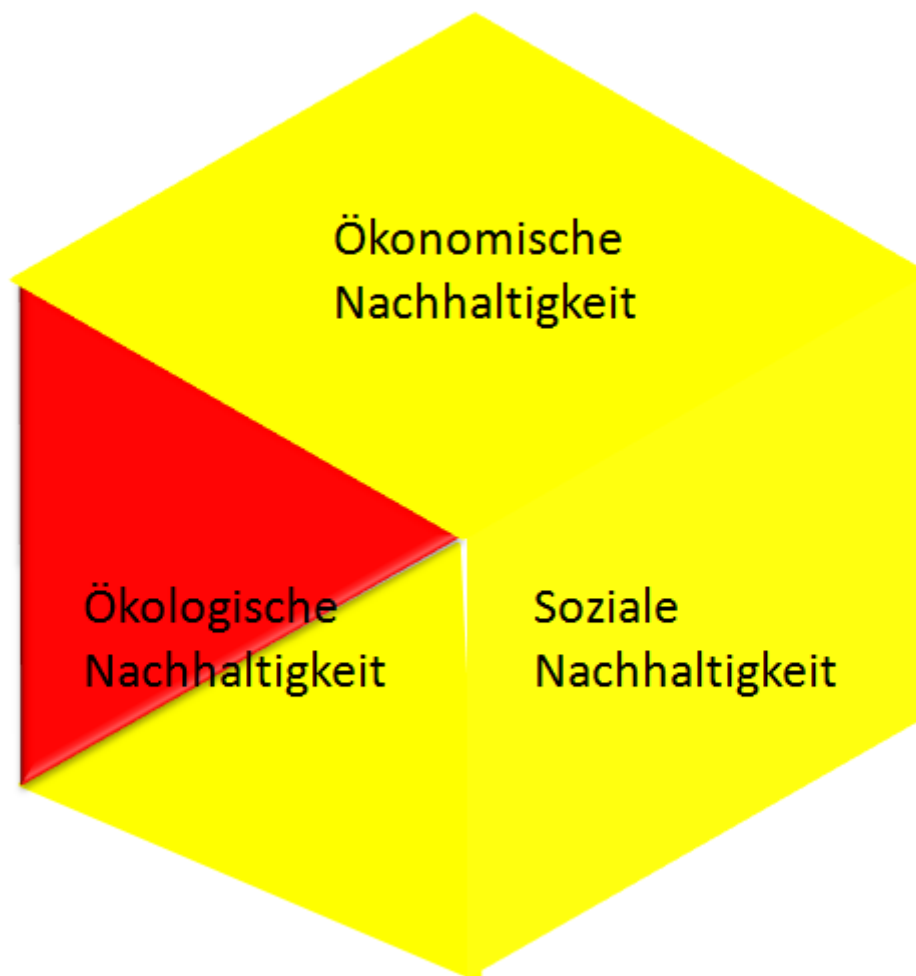 Ökonomische
Nachhaltigkeit
Ökologische
Nachhaltigkeit
Soziale
Nachhaltigkeit